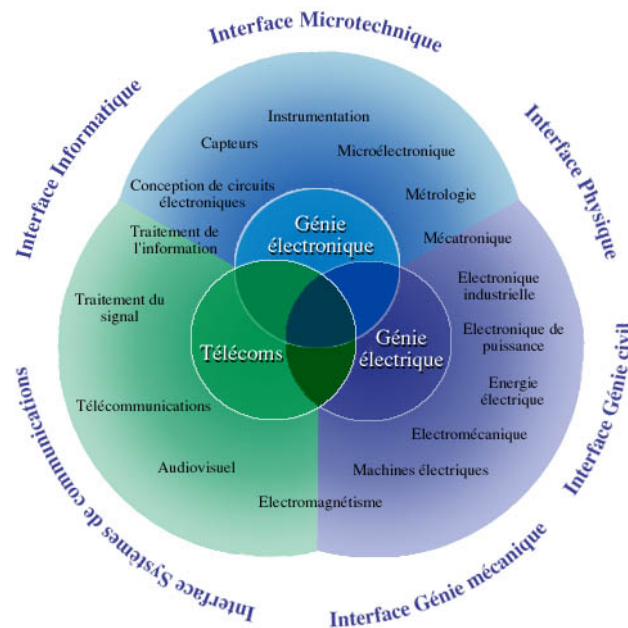 Interface Microtechnique
Interface Informatique
Interface Physique
Instrumentation
Capteurs
Microélectronique
Conception de circuits
électroniques
Métrologie
Traitement de
l'information
Génie
électronique
Mécatronique
Traitement du
signal
Electronique
industrielle
Télécoms
Génie
électrique
Electronique de
puissance
Energie
électrique
Télécommunications
Electromécanique
Audiovisuel
Machines électriques
Electromagnétisme
Interface Génie civil
Interface Systèmes de communications
Interface Génie mécanique